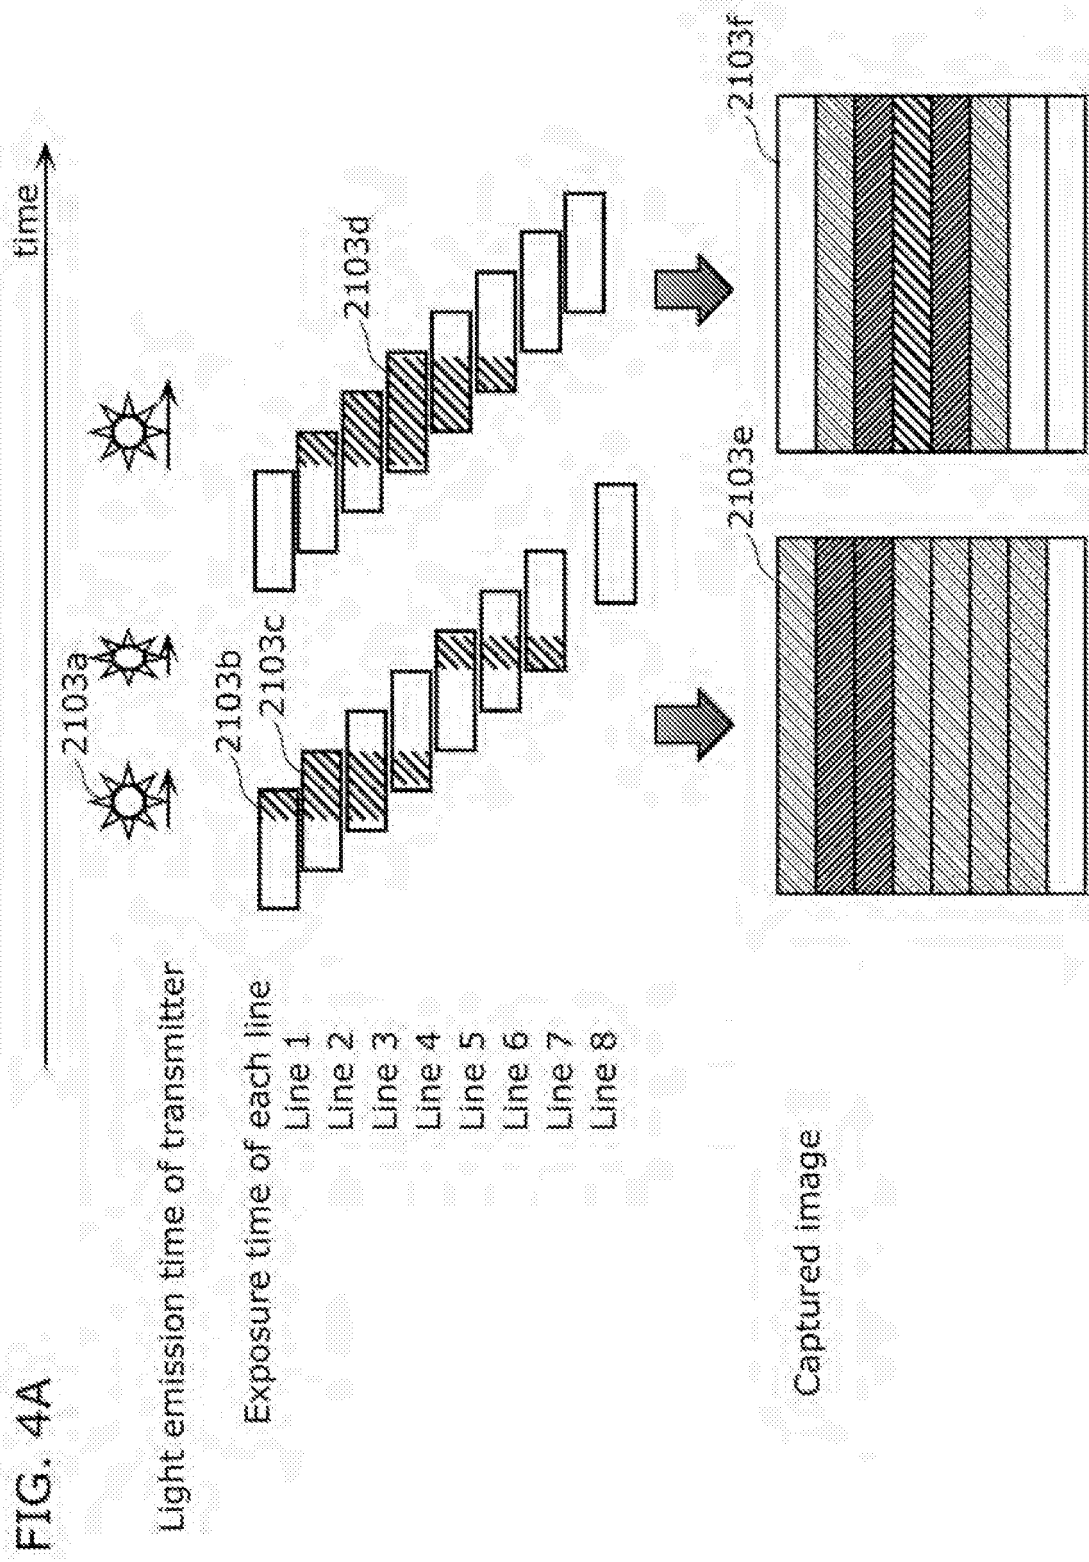 FIG. 4A
time
2103a
Light emission time of transmitter
2103b
2103c
2103d
Exposure time of each line
Line 1
Line 2
Line 3
Line 4
Line 5
Line 6
Line 7
Line 8
2103e
2103f
Captured image